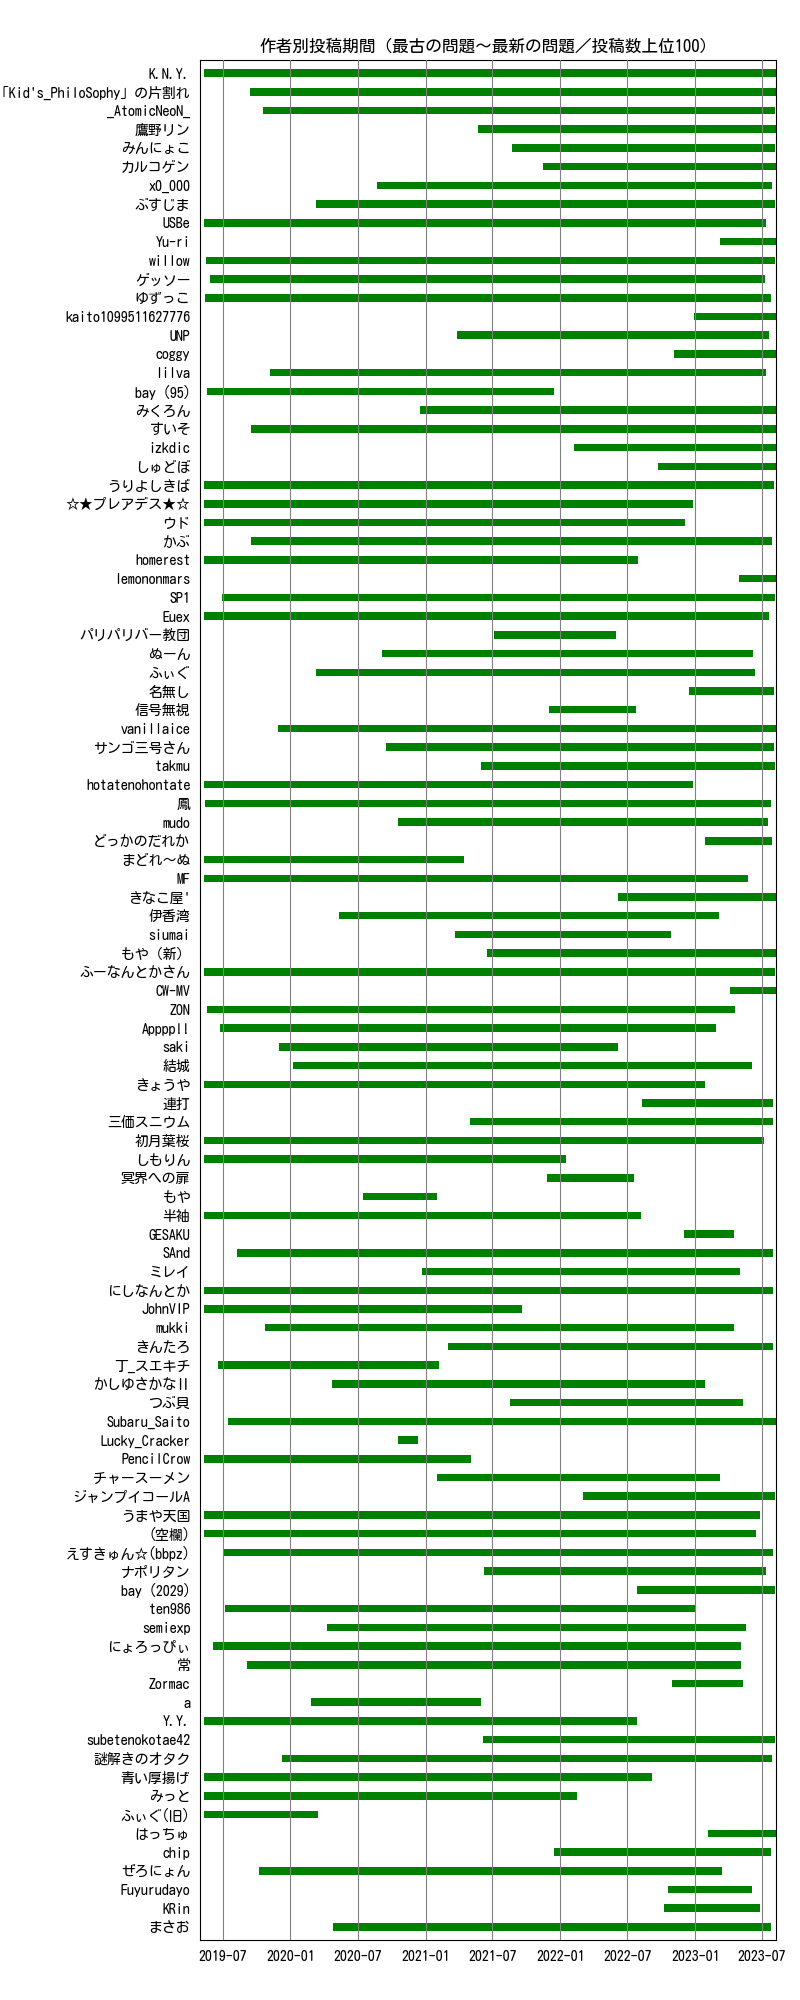 作者別投稿期間（最古の問題～最新の問題／投稿数上位100）
K.N.Y.
「Kid's_PhiloSophy」の片割れ
_AtomicNeoN_
鷹野リン
みんにょこ
カルコゲン
x0_000
ぶすじま
USBe
Yu-ri
willow
ゲッソー
ゆずっこ
kaito1099511627776
UNP
coggy
lilva
bay (95)
みくろん
すいそ
izkdic
しゅどぼ
うりよしきば
☆★プレアデス★☆
ウド
かぶ
homerest
lemononmars
SP1
Euex
パリパリバー教団
ぬーん
ふぃぐ
名無し
信号無視
vanillaice
サンゴ三号さん
takmu
hotatenohontate
鳳
mudo
どっかのだれか
まどれ～ぬ
MF
きなこ屋'
伊香湾
siumai
もや（新）
ふーなんとかさん
CW-MV
ZON
Appppll
saki
結城
きょうや
連打
三価スニウム
初月葉桜
しもりん
冥界への扉
もや
半袖
GESAKU
SAnd
ミレイ
にしなんとか
JohnVIP
mukki
きんたろ
丁_スエキチ
かしゆさかなⅡ
つぶ貝
Subaru_Saito
Lucky_Cracker
PencilCrow
チャースーメン
ジャンプイコールA
うまや天国
(空欄)
えすきゅん☆(bbpz)
ナポリタン
bay (2029)
ten986
semiexp
にょろっぴぃ
常
Zormac
a
Y.Y.
subetenokotae42
謎解きのオタク
青い厚揚げ
みっと
ふぃぐ(旧)
はっちゅ
chip
ぜろにょん
Fuyurudayo
KRin
まさお
2019-07 2020-01 2020-07 2021-01 2021-07 2022-01 2022-07 2023-01 2023-07